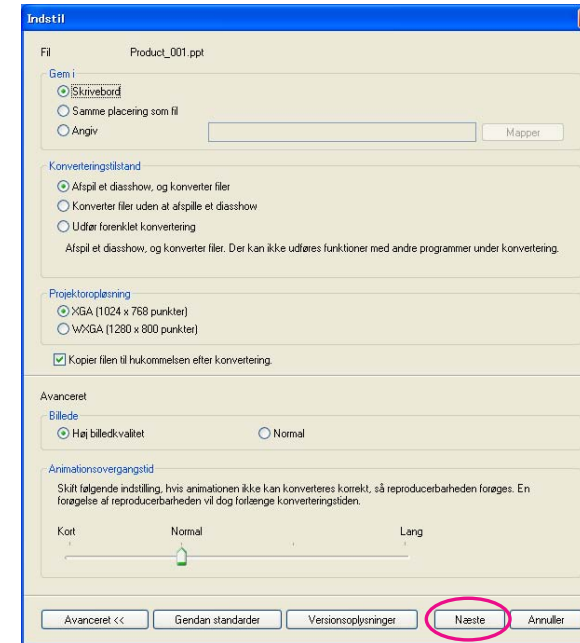 Indstil
Fil Product_001.ppt
Gem i
Skrivebord
Samme placering som fil
Angiv Mapper
Konverteringstilstand
Afspil et diasshow, og konverter filer
Konverter filer uden at afspille et diasshow
Udfør forenklet konvertering
Afspil et diasshow, og konverter filer. Der kan ikke udføres funktioner med andre programmer under konvertering.
Projektoropløsning
XGA (1024 x 768 punkter)
WXGA (1280 x 800 punkter)
Kopier filen til hukommelsen efter konvertering.
Avanceret
Billede
Høj billedkvalitet Normal
Animationsovergangstid
Skift følgende indstilling, hvis animationen ikke kan konverteres korrekt, så reproducerbarheden forøges. En
forøgelse af reproducerbarheden vil dog forlænge konverteringstiden.
Kort Normal Lang
Avanceret << Gendan standarder Versionsoplysninger Næste Annuller